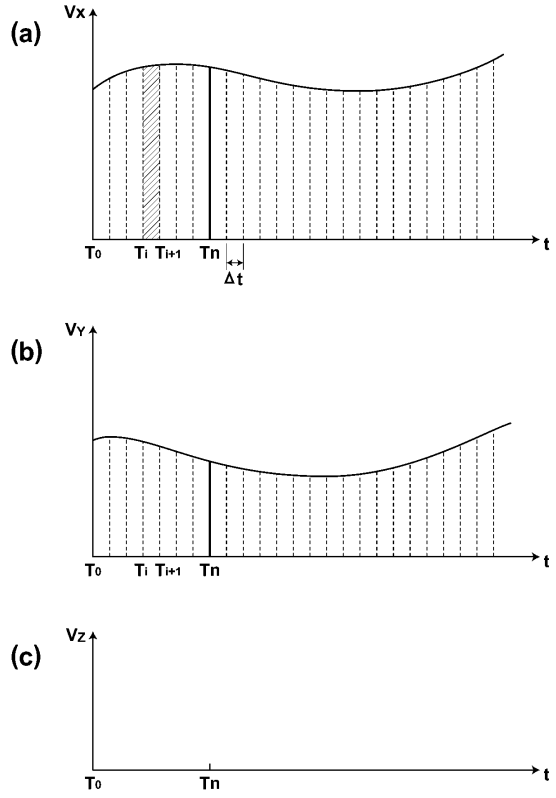 (a)
Vx
T0 Ti Ti+1 Tn t
Δt
(b)
VY
T0 Ti Ti+1 Tn t
(c)
VZ
T0 Tn t